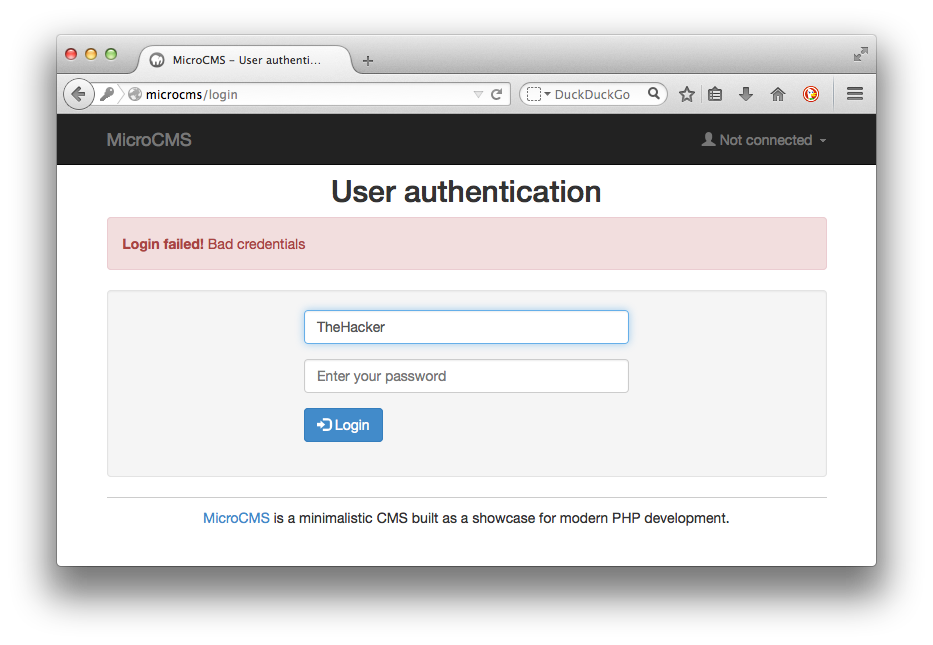 MicroCMS – User authenti...
microcms/login
DuckDuckGo
MicroCMS
Not connected
User authentication
Login failed! Bad credentials
TheHacker
Enter your password
Login
MicroCMS is a minimalistic CMS built as a showcase for modern PHP development.